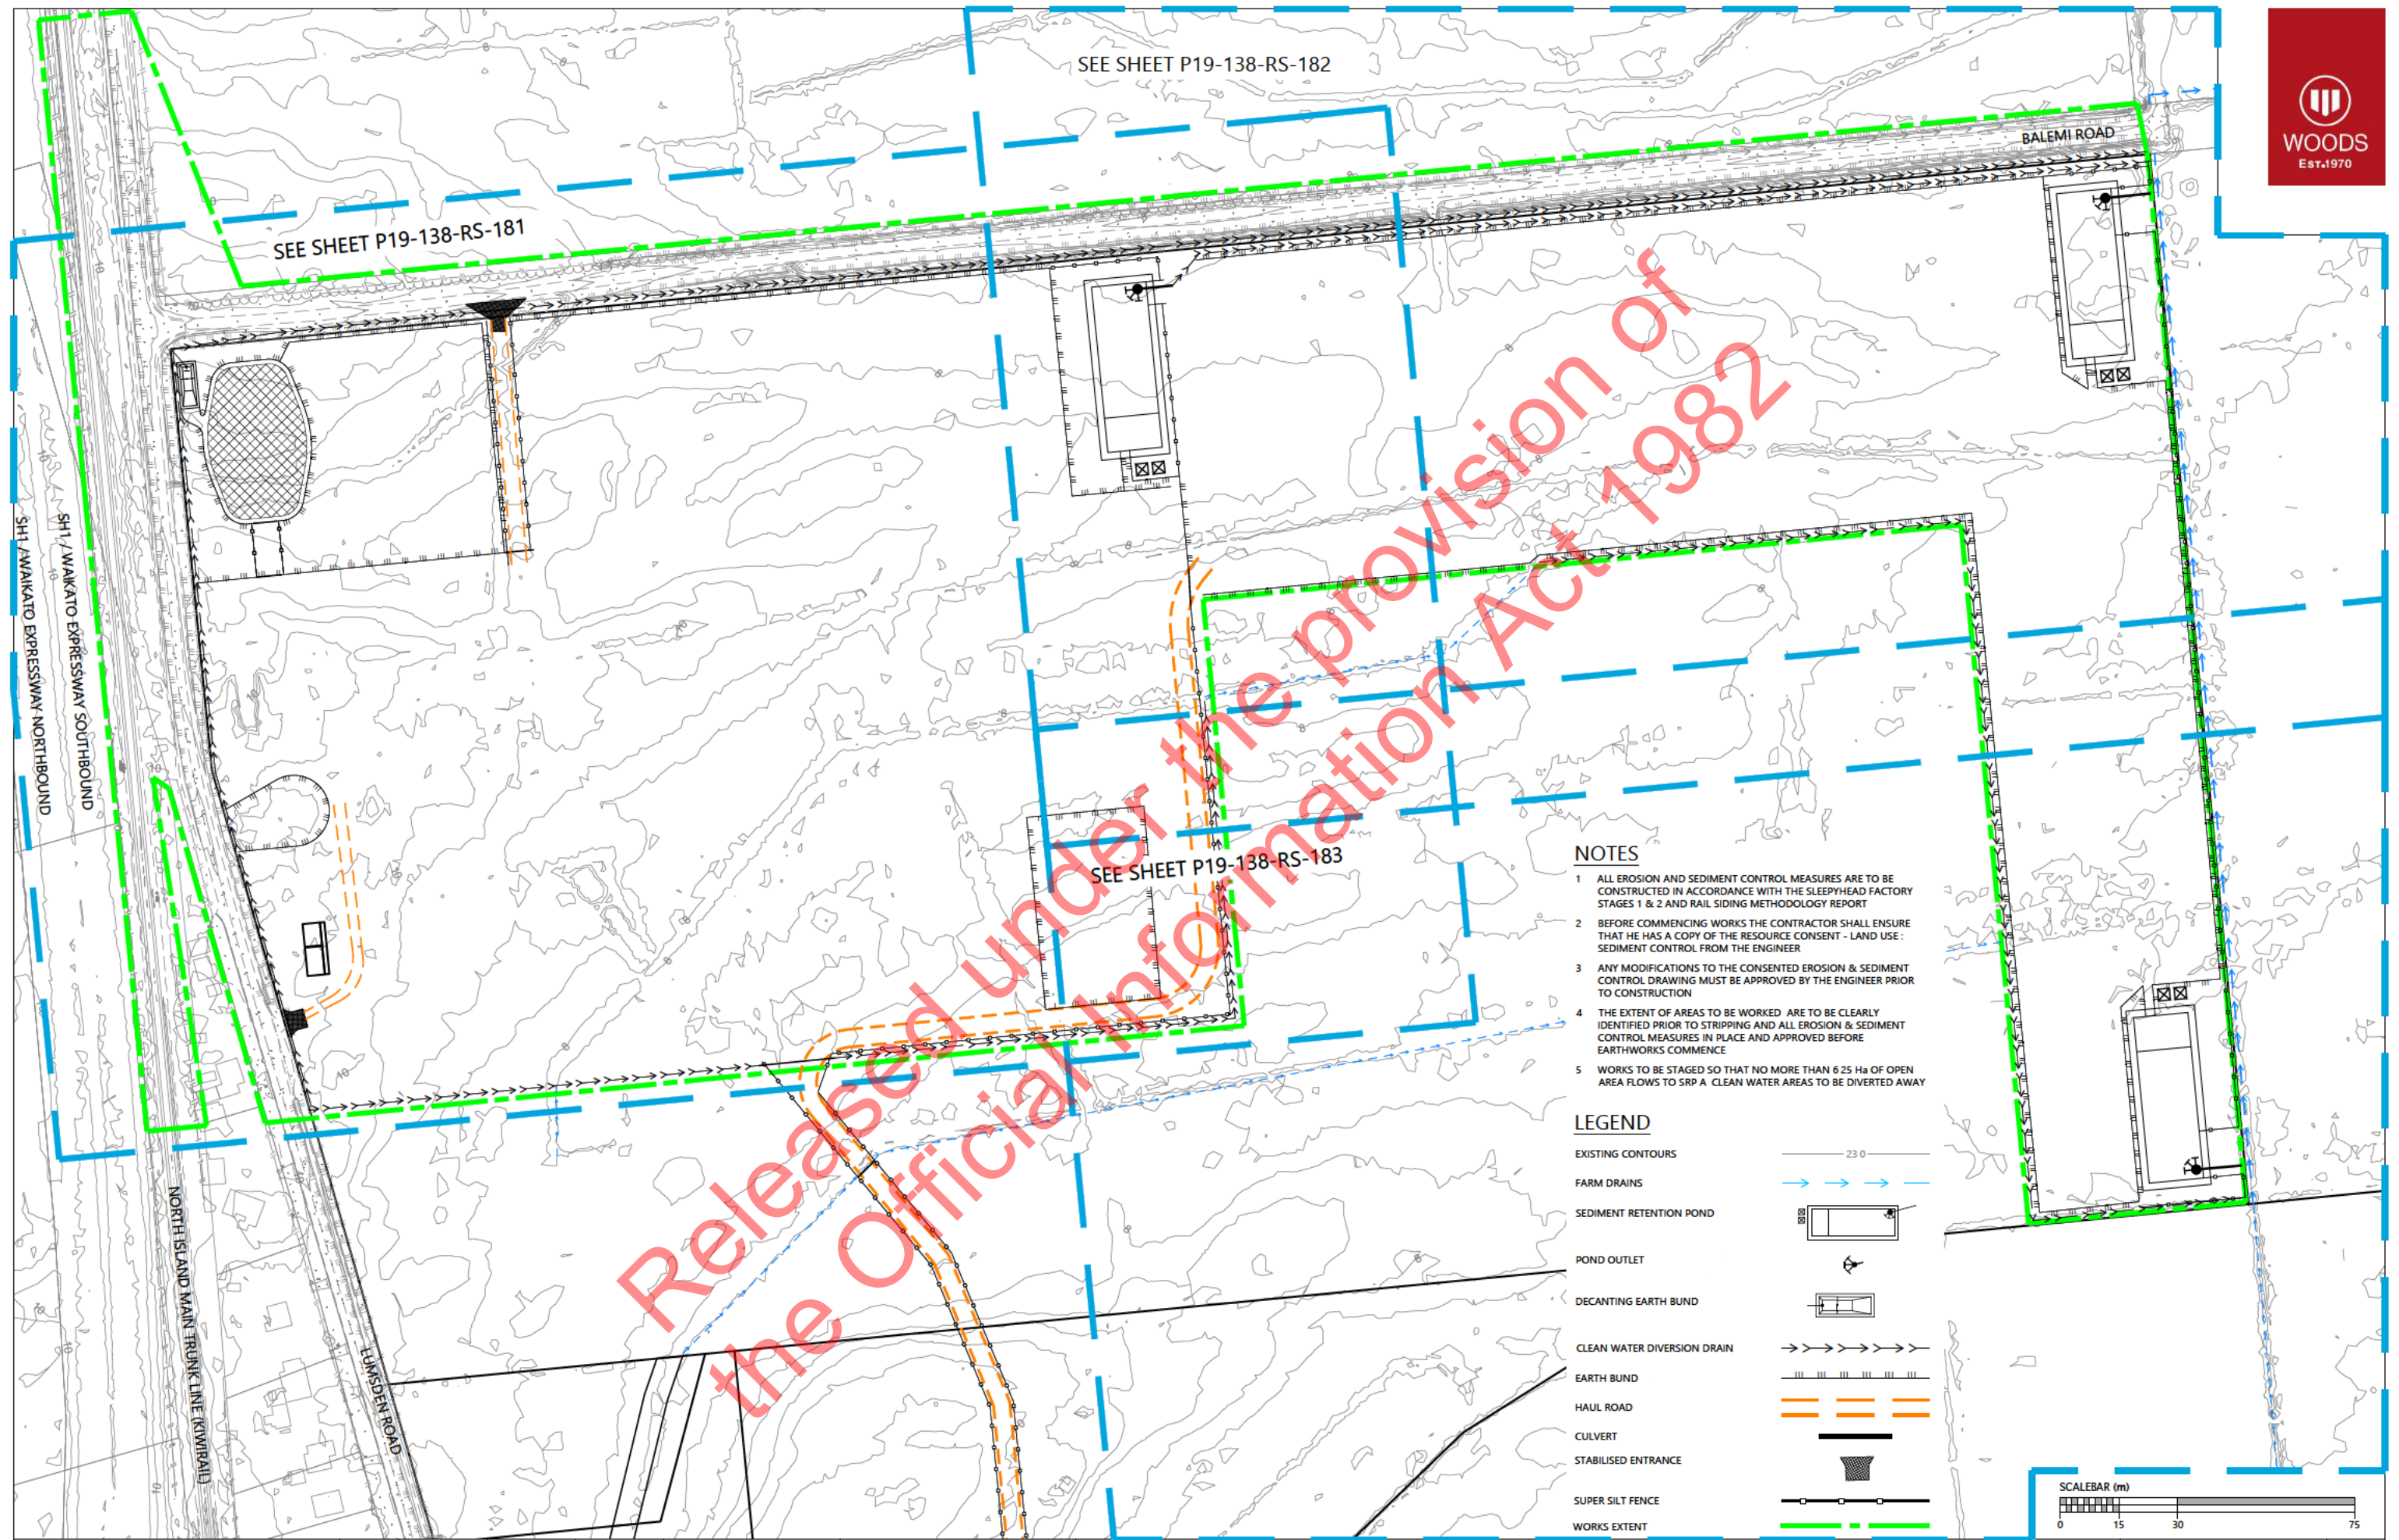 SEE SHEET P19-138-RS-182
WOODS
EST.1970
BALEMI ROAD
SEE SHEET P19-138-RS-181
SH1 / WAIKATO EXPRESSWAY NORTHBOUND
SH1 / WAIKATO EXPRESSWAY SOUTHBOUND
SEE SHEET P19-138-RS-183
NORTH ISLAND MAIN TRUNK LINE (KIWIRAIL)
LUMSDEN ROAD
Released under the provision of
the Official Information Act 1982
NOTES
1 ALL EROSION AND SEDIMENT CONTROL MEASURES ARE TO BE
CONSTRUCTED IN ACCORDANCE WITH THE SLEEPYHEAD FACTORY
STAGES 1 & 2 AND RAIL SIDING METHODOLOGY REPORT
2 BEFORE COMMENCING WORKS THE CONTRACTOR SHALL ENSURE
THAT HE HAS A COPY OF THE RESOURCE CONSENT - LAND USE :
SEDIMENT CONTROL FROM THE ENGINEER
3 ANY MODIFICATIONS TO THE CONSENTED EROSION & SEDIMENT
CONTROL DRAWING MUST BE APPROVED BY THE ENGINEER PRIOR
TO CONSTRUCTION
4 THE EXTENT OF AREAS TO BE WORKED ARE TO BE CLEARLY
IDENTIFIED PRIOR TO STRIPPING AND ALL EROSION & SEDIMENT
CONTROL MEASURES IN PLACE AND APPROVED BEFORE
EARTHWORKS COMMENCE
5 WORKS TO BE STAGED SO THAT NO MORE THAN 6 25 Ha OF OPEN
AREA FLOWS TO SRP A CLEAN WATER AREAS TO BE DIVERTED AWAY
LEGEND
EXISTING CONTOURS 23 0
FARM DRAINS
SEDIMENT RETENTION POND
POND OUTLET
DECANTING EARTH BUND
CLEAN WATER DIVERSION DRAIN
EARTH BUND
HAUL ROAD
CULVERT
STABILISED ENTRANCE
SUPER SILT FENCE
WORKS EXTENT
SCALEBAR (m)
0 15 30 75